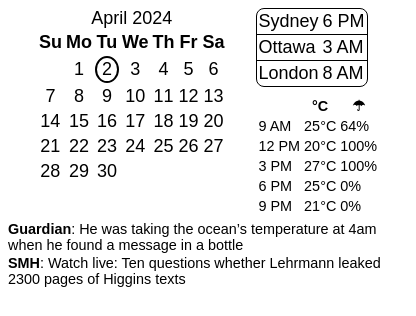 April 2024
Su Mo Tu We Th Fr Sa
1 2 3 4 5 6
7 8 9 10 11 12 13
14 15 16 17 18 19 20
21 22 23 24 25 26 27
28 29 30
Sydney 6 PM
Ottawa 3 AM
London 8 AM
°C ☂
9 AM 25°C 64%
12 PM 20°C 100%
3 PM 27°C 100%
6 PM 25°C 0%
9 PM 21°C 0%
Guardian: He was taking the ocean's temperature at 4am
when he found a message in a bottle
SMH: Watch live: Ten questions whether Lehrmann leaked
2300 pages of Higgins texts